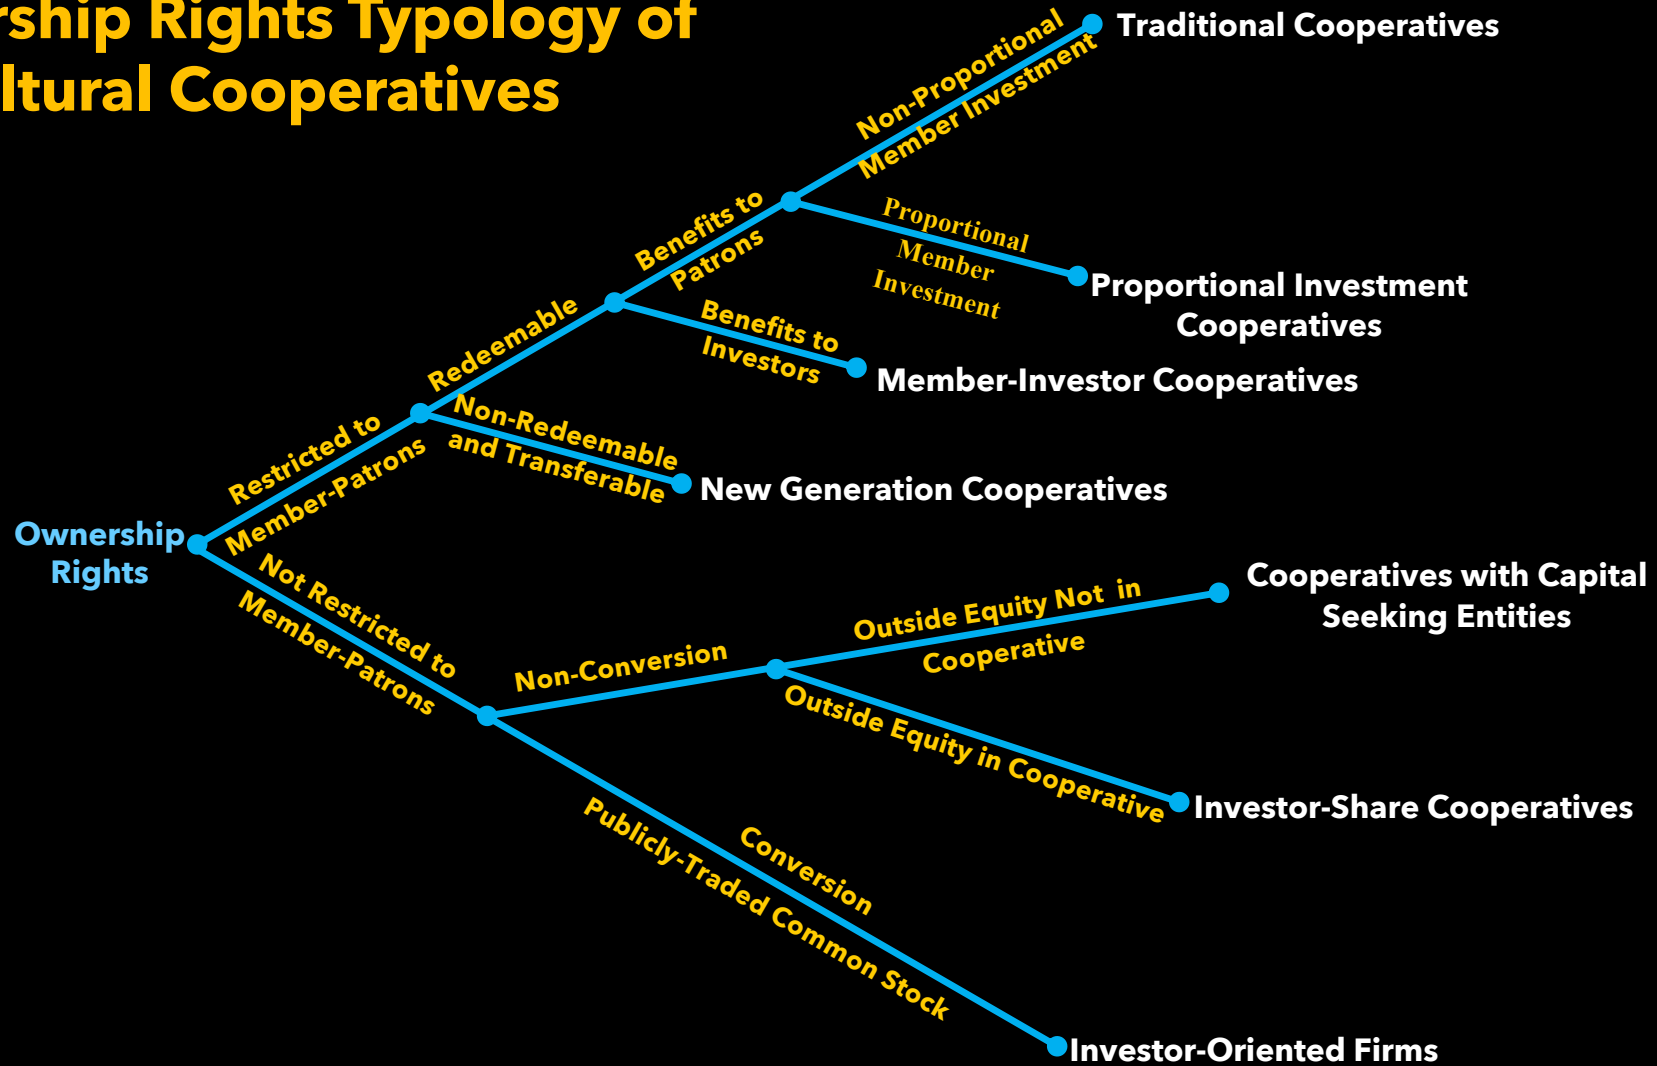 rship Rights Typology of
ltural Cooperatives
Non-Proportional
Member Investment
Traditional Cooperatives
Benefits to
Patrons
Proportional
Member
Investment
Proportional Investment
Cooperatives
Redeemable
Benefits to
Investors
Member-Investor Cooperatives
Restricted to
Member-Patrons
Non-Redeemable
and Transferable
New Generation Cooperatives
Ownership
Rights
Not Restricted to
Member-Patrons
Non-Conversion
Outside Equity Not in
Cooperative
Cooperatives with Capital
Seeking Entities
Outside Equity in Cooperative
Investor-Share Cooperatives
Conversion
Publicly-Traded Common Stock
Investor-Oriented Firms